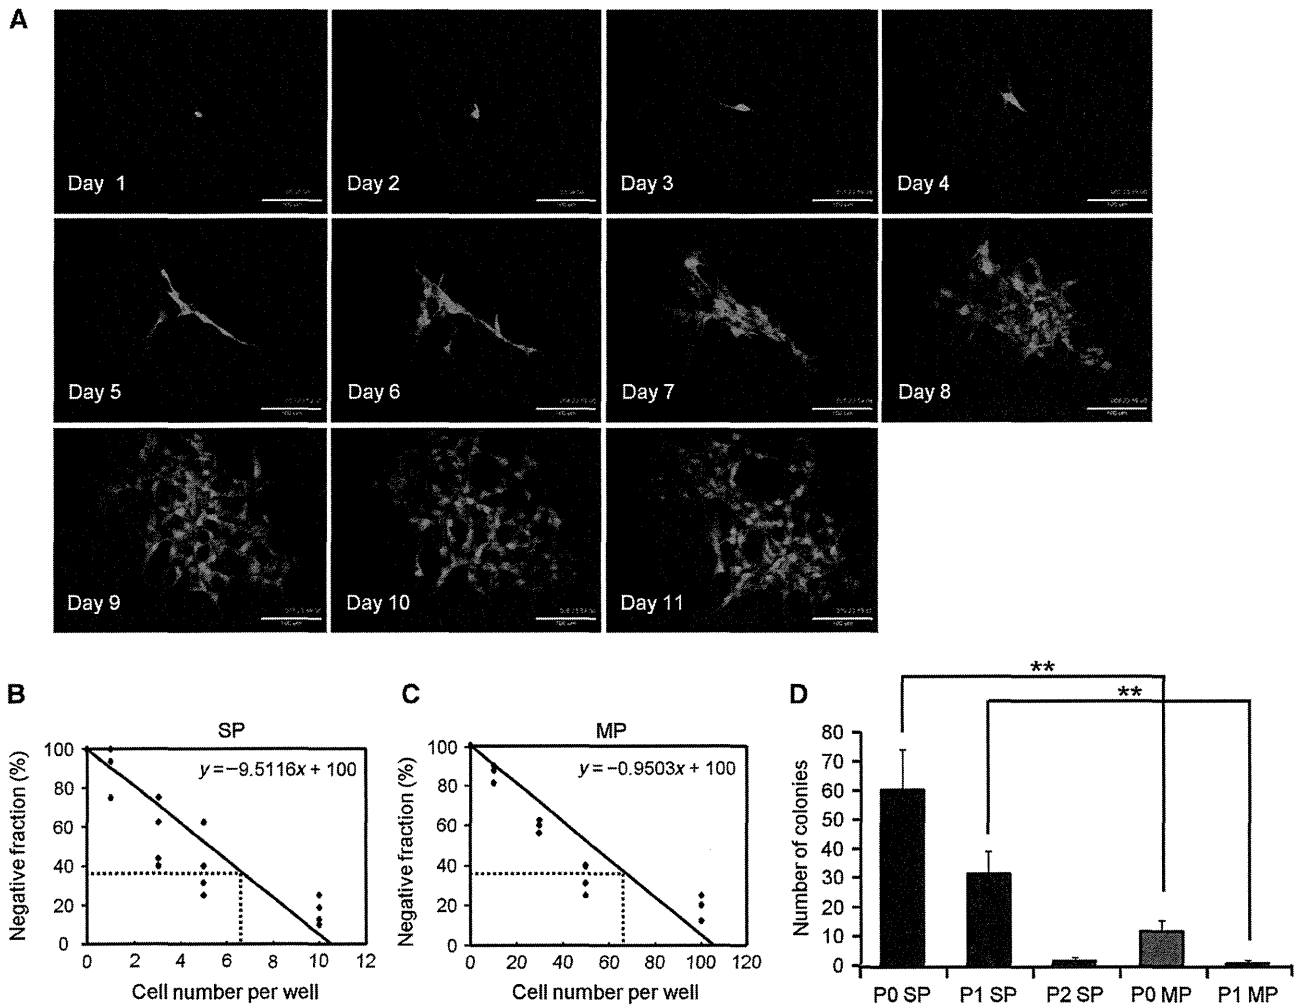 A
Day 1
Day 2
Day 3
Day 4
Day 5
Day 6
Day 7
Day 8
Day 9
Day 10
Day 11
B
SP
y=−9.5116x + 100
Negative fraction (%)
100
80
60
40
20
0
0 2 4 6 8 10 12
Cell number per well
C
MP
y=−0.9503x + 100
Negative fraction (%)
100
80
60
40
20
0
0 20 40 60 80 100 120
Cell number per well
D
**
**
Number of colonies
80
70
60
50
40
30
20
10
0
P0 SP P1 SP P2 SP P0 MP P1 MP